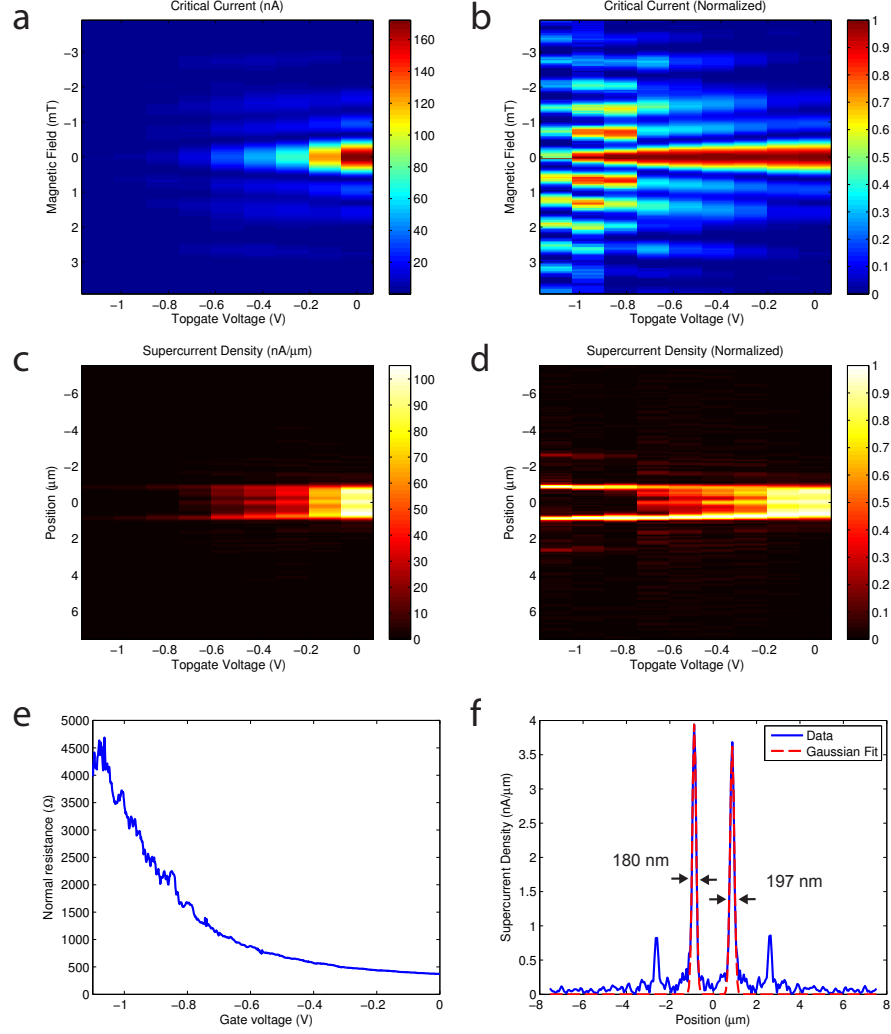 a
Critical Current (nA)
−3
−2
−1
0
1
2
3
Magnetic Field (mT)
−1 −0.8 −0.6 −0.4 −0.2 0
Topgate Voltage (V)
160
140
120
100
80
60
40
20
b
Critical Current (Normalized)
−3
−2
−1
0
1
2
3
Magnetic Field (mT)
−1 −0.8 −0.6 −0.4 −0.2 0
Topgate Voltage (V)
1
0.9
0.8
0.7
0.6
0.5
0.4
0.3
0.2
0.1
0
c
Supercurrent Density (nA/μm)
−6
−4
−2
0
2
4
6
Position (μm)
−1 −0.8 −0.6 −0.4 −0.2 0
Topgate Voltage (V)
100
90
80
70
60
50
40
30
20
10
0
d
Supercurrent Density (Normalized)
−6
−4
−2
0
2
4
6
Position (μm)
−1 −0.8 −0.6 −0.4 −0.2 0
Topgate Voltage (V)
1
0.9
0.8
0.7
0.6
0.5
0.4
0.3
0.2
0.1
0
e
5000
4500
4000
3500
3000
2500
2000
1500
1000
500
0
Normal resistance (Ω)
−1 −0.8 −0.6 −0.4 −0.2 0
Gate voltage (V)
f
4
3.5
3
2.5
2
1.5
1
0.5
0
Supercurrent Density (nA/μm)
Data
Gaussian Fit
180 nm
197 nm
−8 −6 −4 −2 0 2 4 6 8
Position (μm)